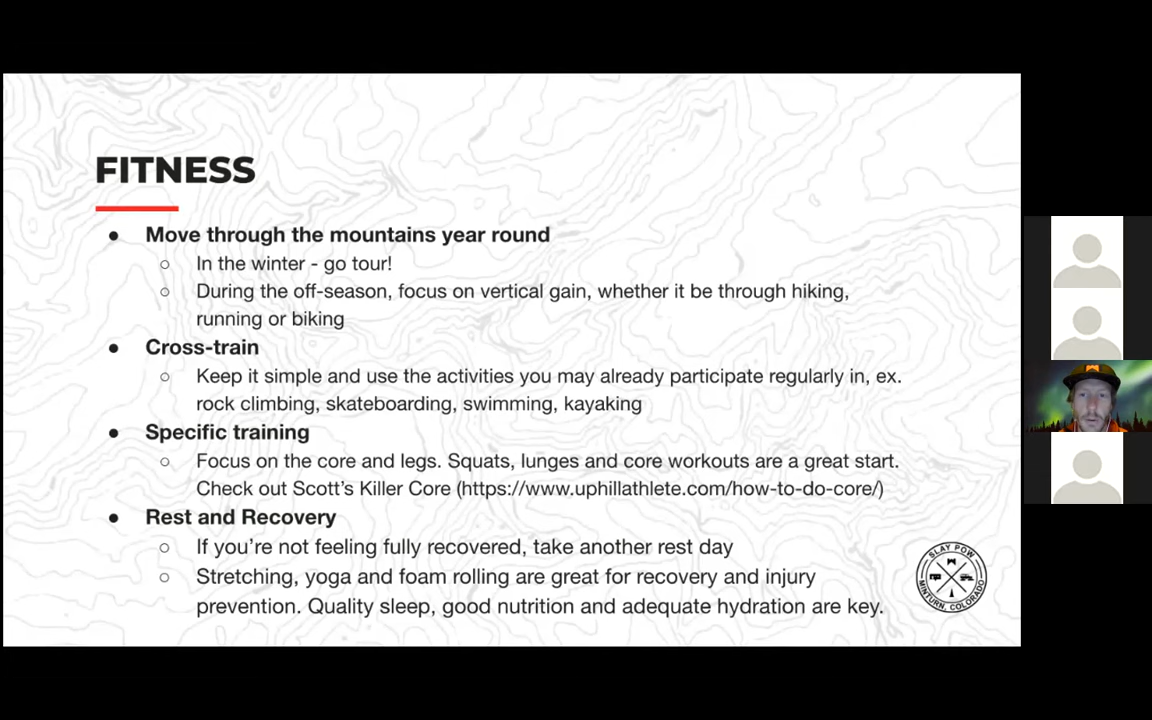 FITNESS
● Move through the mountains year round
○ In the winter - go tour!
○ During the off-season, focus on vertical gain, whether it be through hiking,
running or biking
● Cross-train
○ Keep it simple and use the activities you may already participate regularly in, ex.
rock climbing, skateboarding, swimming, kayaking
● Specific training
○ Focus on the core and legs. Squats, lunges and core workouts are a great start.
Check out Scott's Killer Core (https://www.uphillathlete.com/how-to-do-core/)
● Rest and Recovery
○ If you're not feeling fully recovered, take another rest day
○ Stretching, yoga and foam rolling are great for recovery and injury
prevention. Quality sleep, good nutrition and adequate hydration are key.
SLAY POW
MINTURN, COLORADO